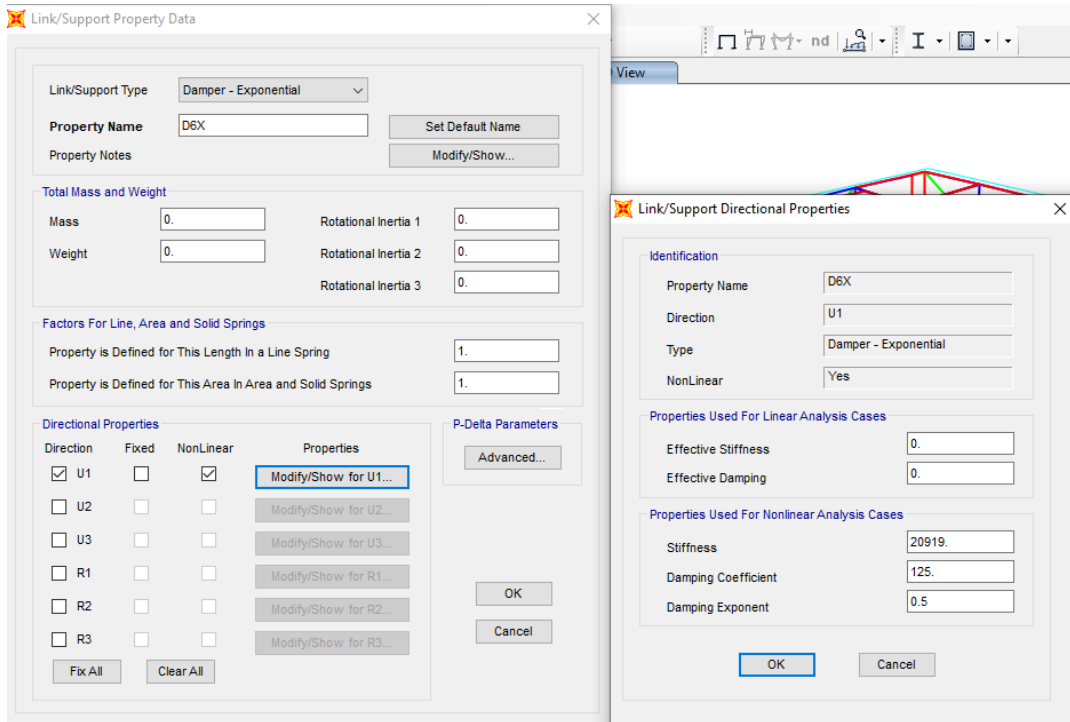 Link/Support Property Data
nd
View
Link/Support Type Damper - Exponential
Property Name D6X Set Default Name
Property Notes Modify/Show...
Total Mass and Weight
Mass 0. Rotational Inertia 1 0.
Weight 0. Rotational Inertia 2 0.
Rotational Inertia 3 0.
Factors For Line, Area and Solid Springs
Property is Defined for This Length In a Line Spring 1.
Property is Defined for This Area In Area and Solid Springs 1.
Directional Properties
Direction Fixed NonLinear Properties
U1 Modify/Show for U1...
U2 Modify/Show for U2...
U3 Modify/Show for U3...
R1 Modify/Show for R1...
R2 Modify/Show for R2...
R3 Modify/Show for R3...
Fix All Clear All
P-Delta Parameters
Advanced...
OK
Cancel
Link/Support Directional Properties
Identification
Property Name D6X
Direction U1
Type Damper - Exponential
NonLinear Yes
Properties Used For Linear Analysis Cases
Effective Stiffness 0.
Effective Damping 0.
Properties Used For Nonlinear Analysis Cases
Stiffness 20919.
Damping Coefficient 125.
Damping Exponent 0.5
OK Cancel